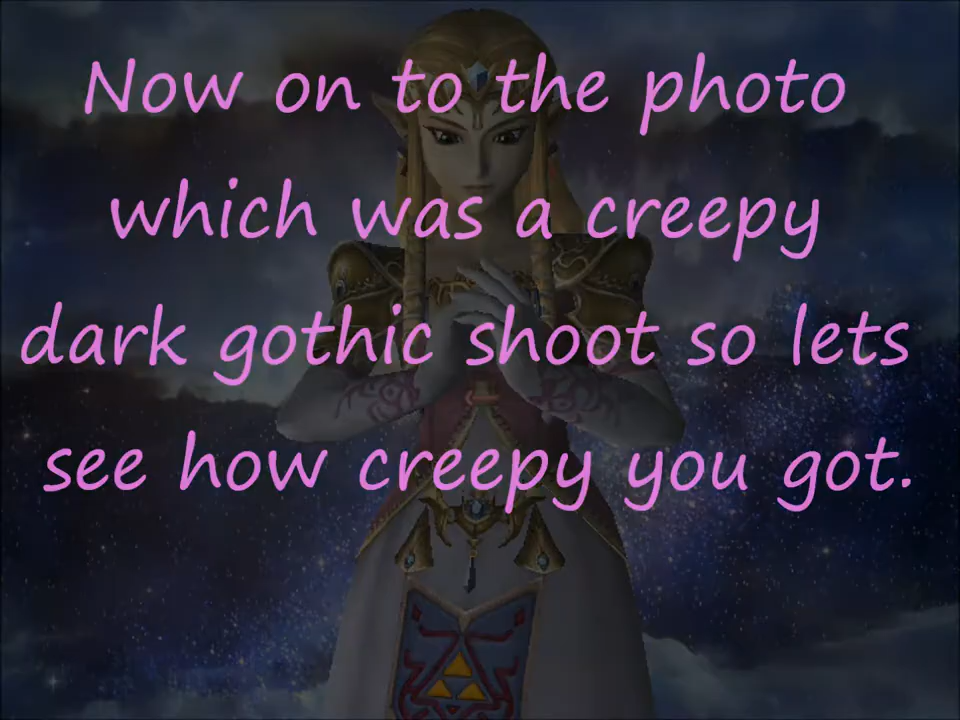 Now on to the photo
which was a creepy
dark gothic shoot so lets
see how creepy you got.